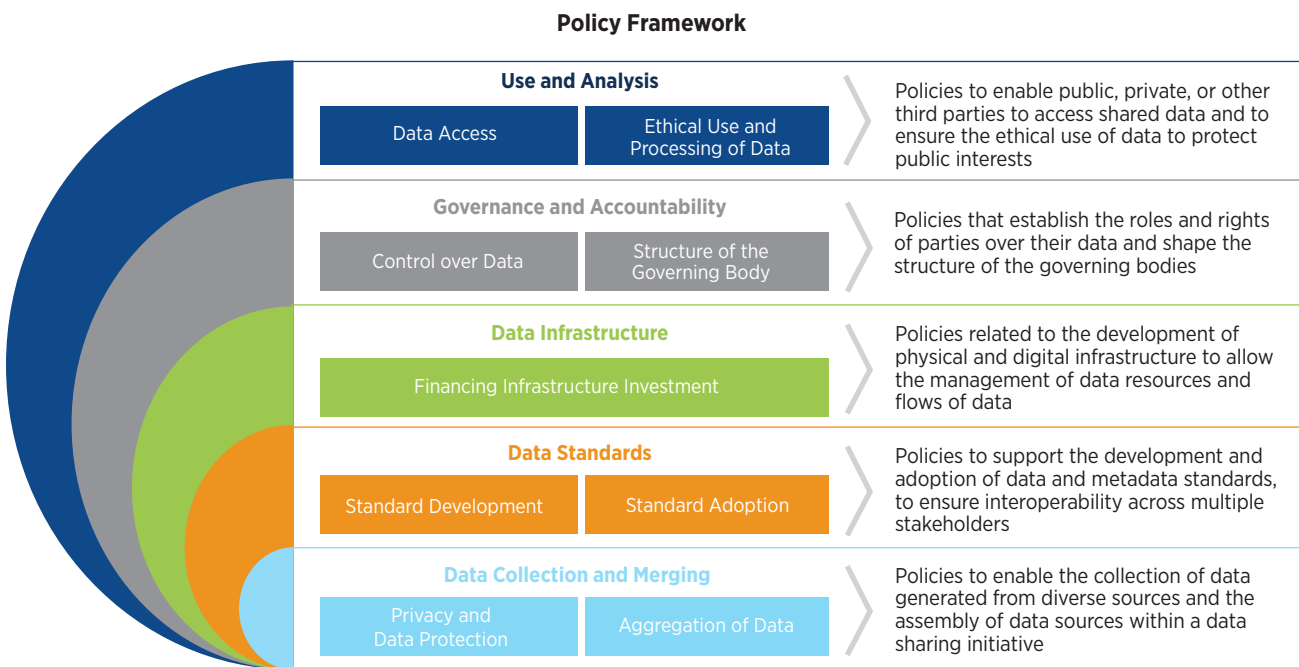 Policy Framework
Use and Analysis
Data Access
Ethical Use and
Processing of Data
Policies to enable public, private, or other
third parties to access shared data and to
ensure the ethical use of data to protect
public interests
Governance and Accountability
Control over Data
Structure of the
Governing Body
Policies that establish the roles and rights
of parties over their data and shape the
structure of the governing bodies
Data Infrastructure
Financing Infrastructure Investment
Policies related to the development of
physical and digital infrastructure to allow
the management of data resources and
flows of data
Data Standards
Standard Development
Standard Adoption
Policies to support the development and
adoption of data and metadata standards,
to ensure interoperability across multiple
stakeholders
Data Collection and Merging
Privacy and
Data Protection
Aggregation of Data
Policies to enable the collection of data
generated from diverse sources and the
assembly of data sources within a data
sharing initiative